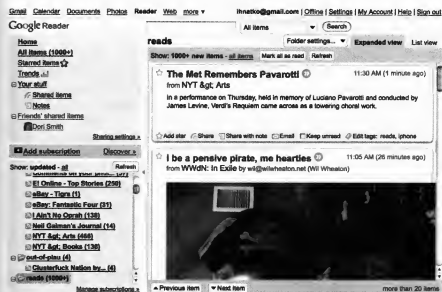 Gmail Calendar Documents Photos Reader Web more ▼
ihnatko@gmail.com | Offline | Settings | My Account | Help | Sign out
Google Reader
All items
Search
Home
All items (1000+)
Starred items
Trends
Your stuff
Shared items
Notes
Friends' shared items
Dori Smith
Sharing settings »
Add subscription
Discover »
Show: updated - all
Refresh
E! Online - Top Stories (250)
eBay - Tigra (1)
eBay: Fantastic Four (31)
I Ain't No Oprah (138)
Neil Gaiman's Journal (14)
NYT &gt; Arts (468)
NYT &gt; Books (138)
out-of-plau (4)
Clusterfuck Nation by... (4)
reads (1000+)
Manage subscriptions »
reads
Folder settings... ▼
Expanded view
List view
Show: 1000+ new items - all items
Mark all as read
Refresh
The Met Remembers Pavarotti
11:30 AM (1 minute ago)
from NYT &gt; Arts
In a performance on Thursday, held in memory of Luciano Pavarotti and conducted by
James Levine, Verdi's Requiem came across as a towering choral work.
Add star Share Share with note Email Keep unread Edit tags: reads, iphone
I be a pensive pirate, me hearties
11:05 AM (26 minutes ago)
from WWdN: In Exile by wil@wilwheaton.net (Wil Wheaton)
Previous item
Next item
more than 20 items